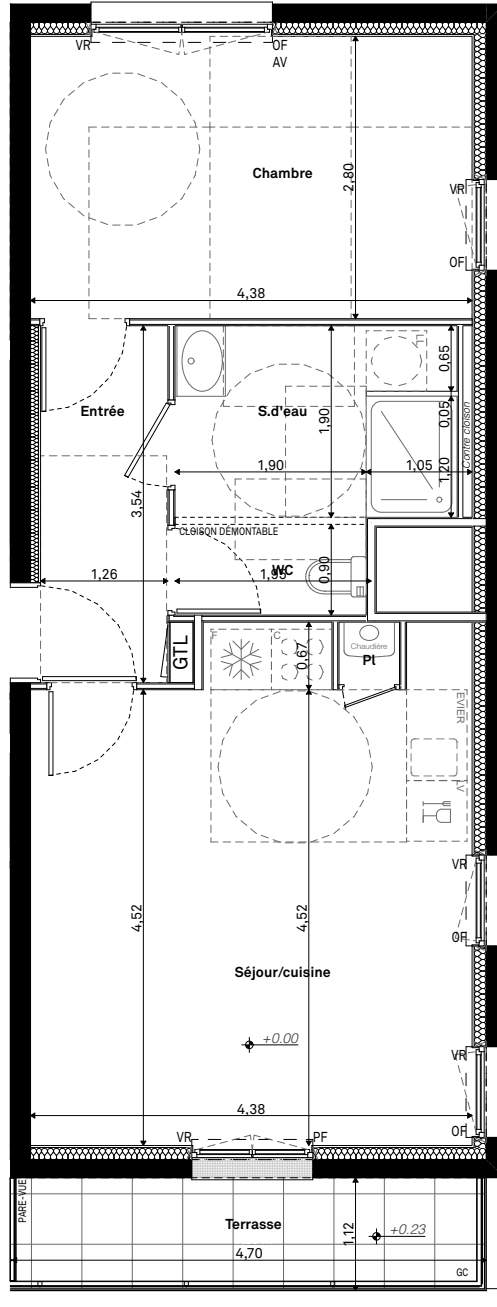 VR
OF
AV
Chambre
2,80
VR
OF
4,38
LL
0,65
Entrée
S.d'eau
1,90
0,05
Contre cloison
1,90
1,05
1,20
3,54
CLOISON DÉMONTABLE
1,26
1,95
WC
0,90
GTL
F
C
0,67
Chaudière
Pl
EVIER
LV
VR
4,52
4,52
OF
Séjour/cuisine
+0.00
VR
4,38
OF
VR
PF
PARE-VUE
Terrasse
1,12
+0.23
4,70
GC